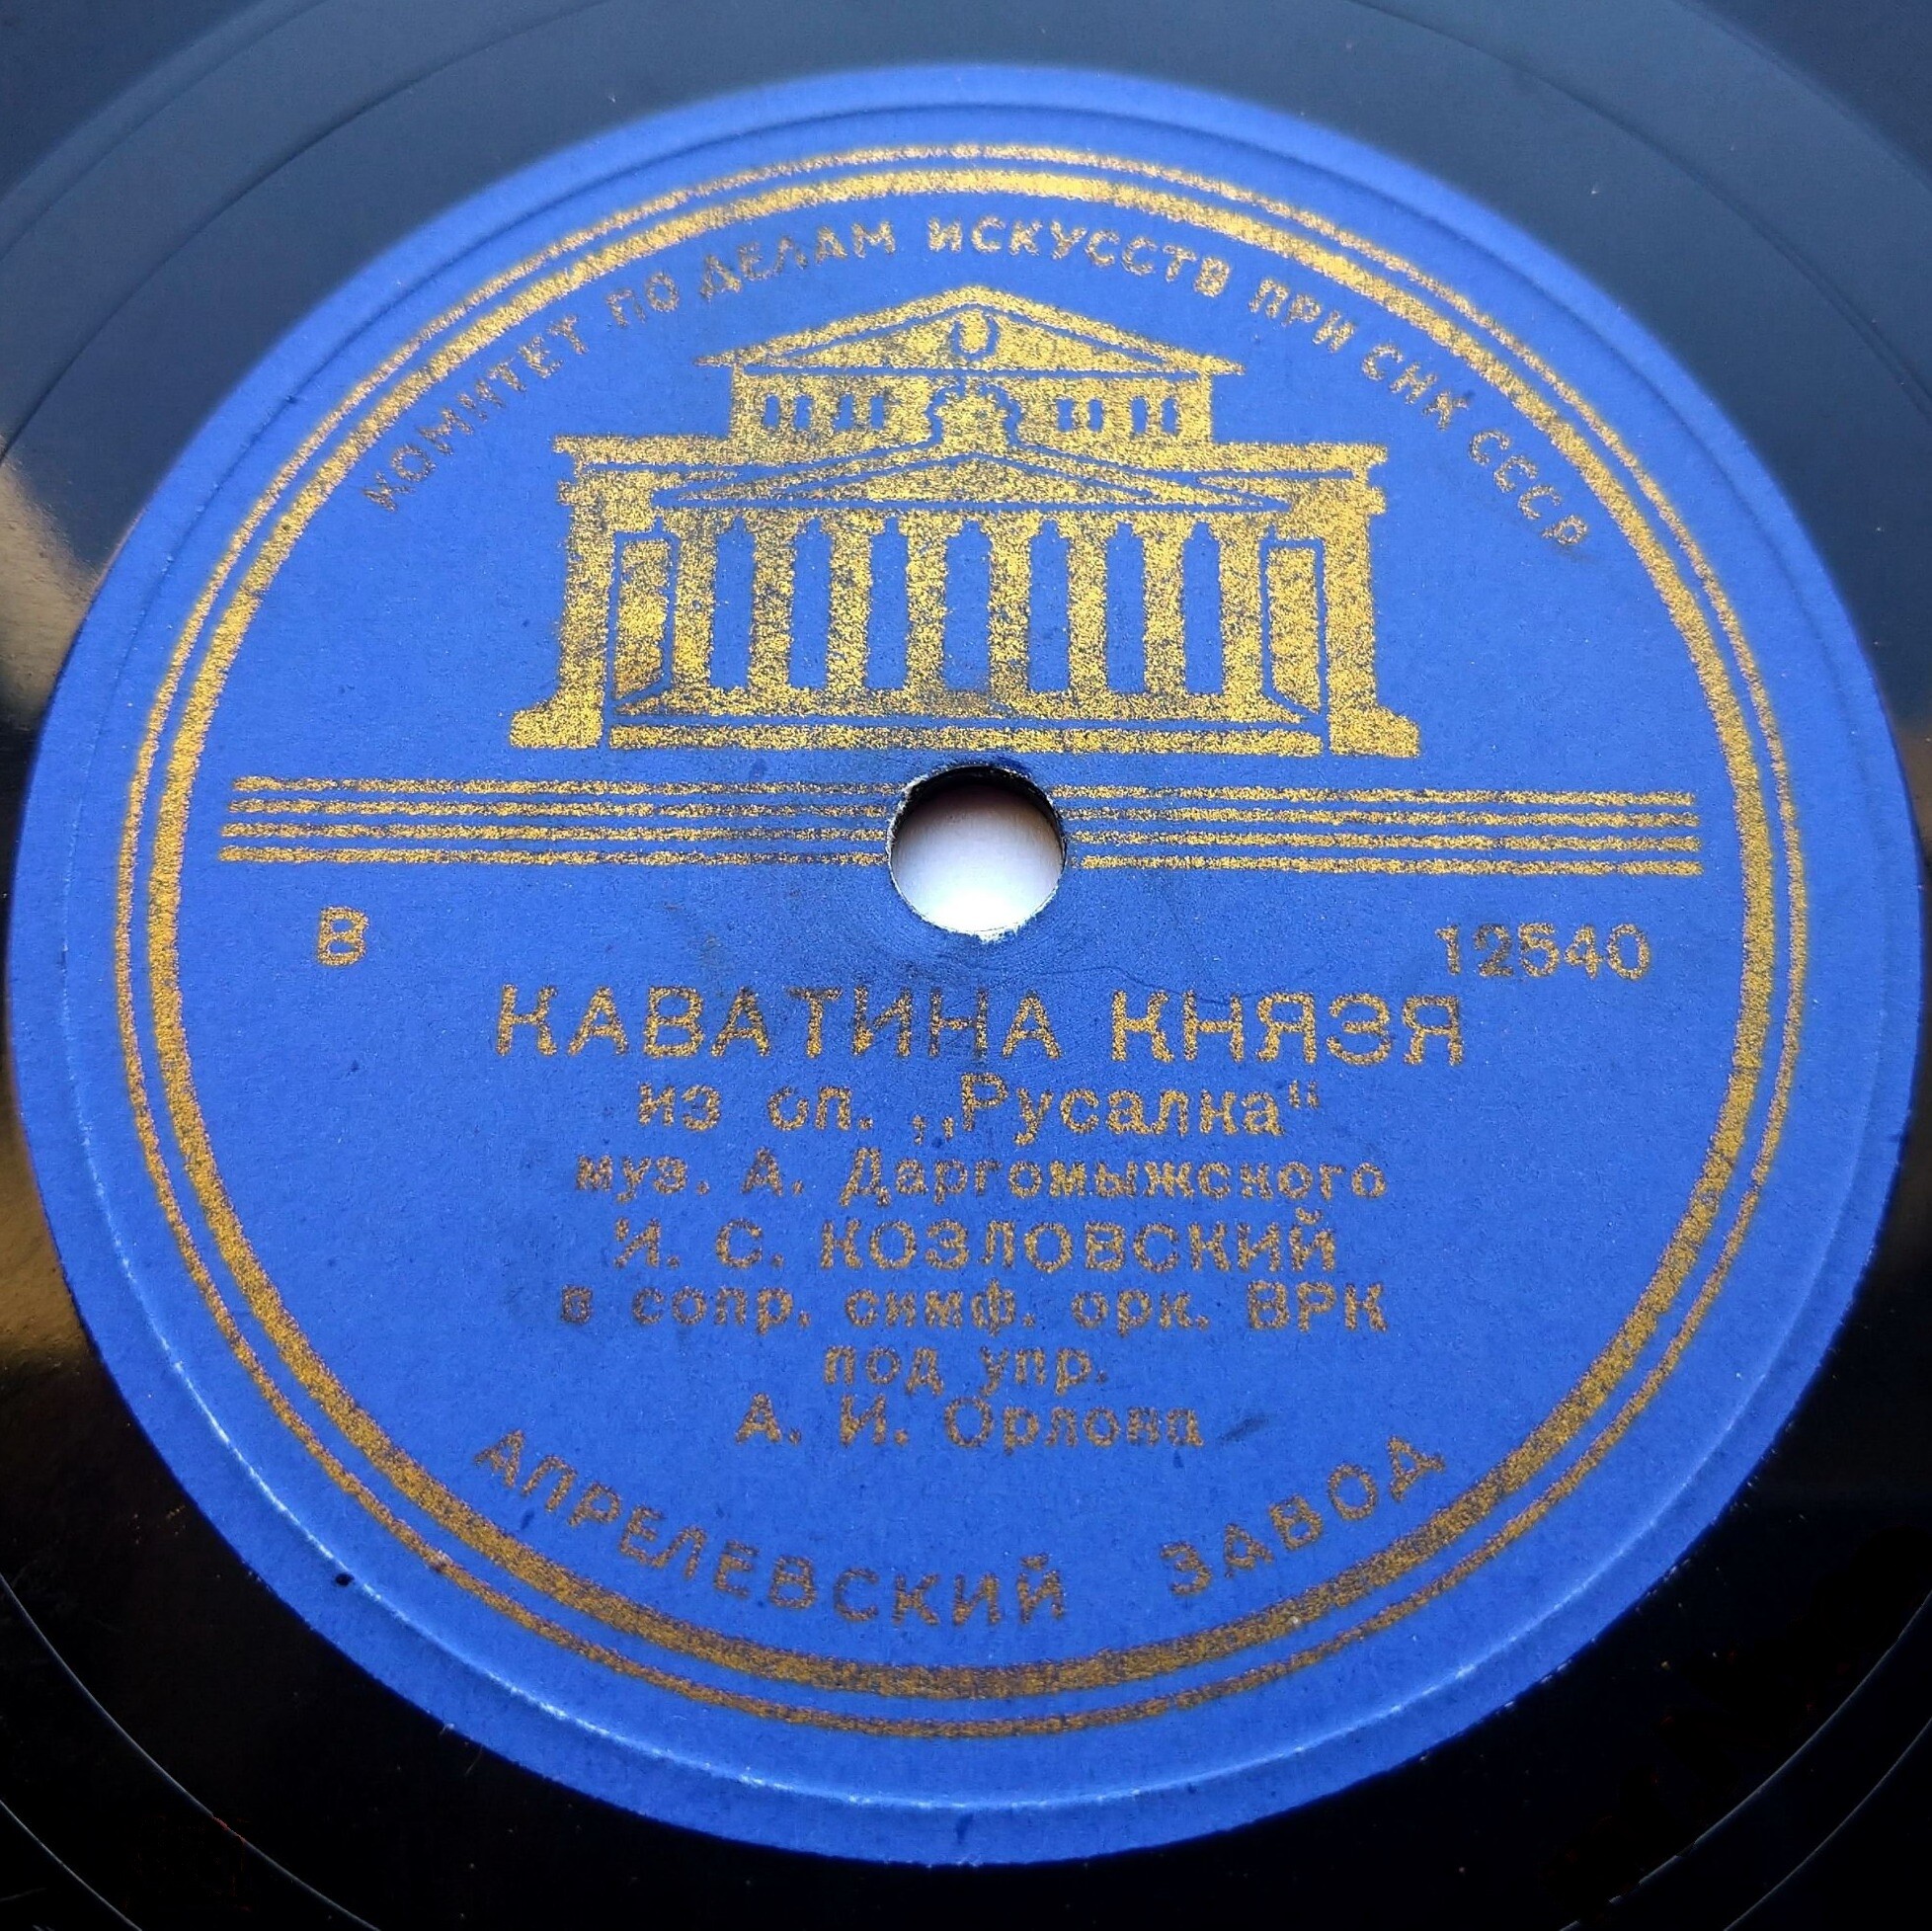 КОМИТЕТ ПО ДЕЛАМ ИСКУССТВ ПРИ СНК СССР
В 12540
КАВАТИНА КНЯЗЯ
из оп. „Русалка“
муз. А. Даргомыжского
И. С. КОЗЛОВСКИЙ
в сопр. симф. орк. ВРК
под упр.
А. И. Орлова
АПРЕЛЕВСКИЙ ЗАВОД